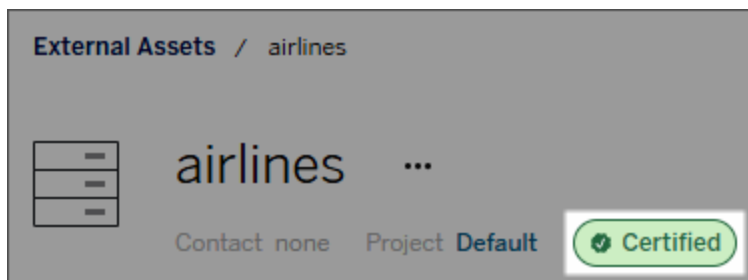 External Assets / airlines
airlines ...
Contact none Project Default Certified